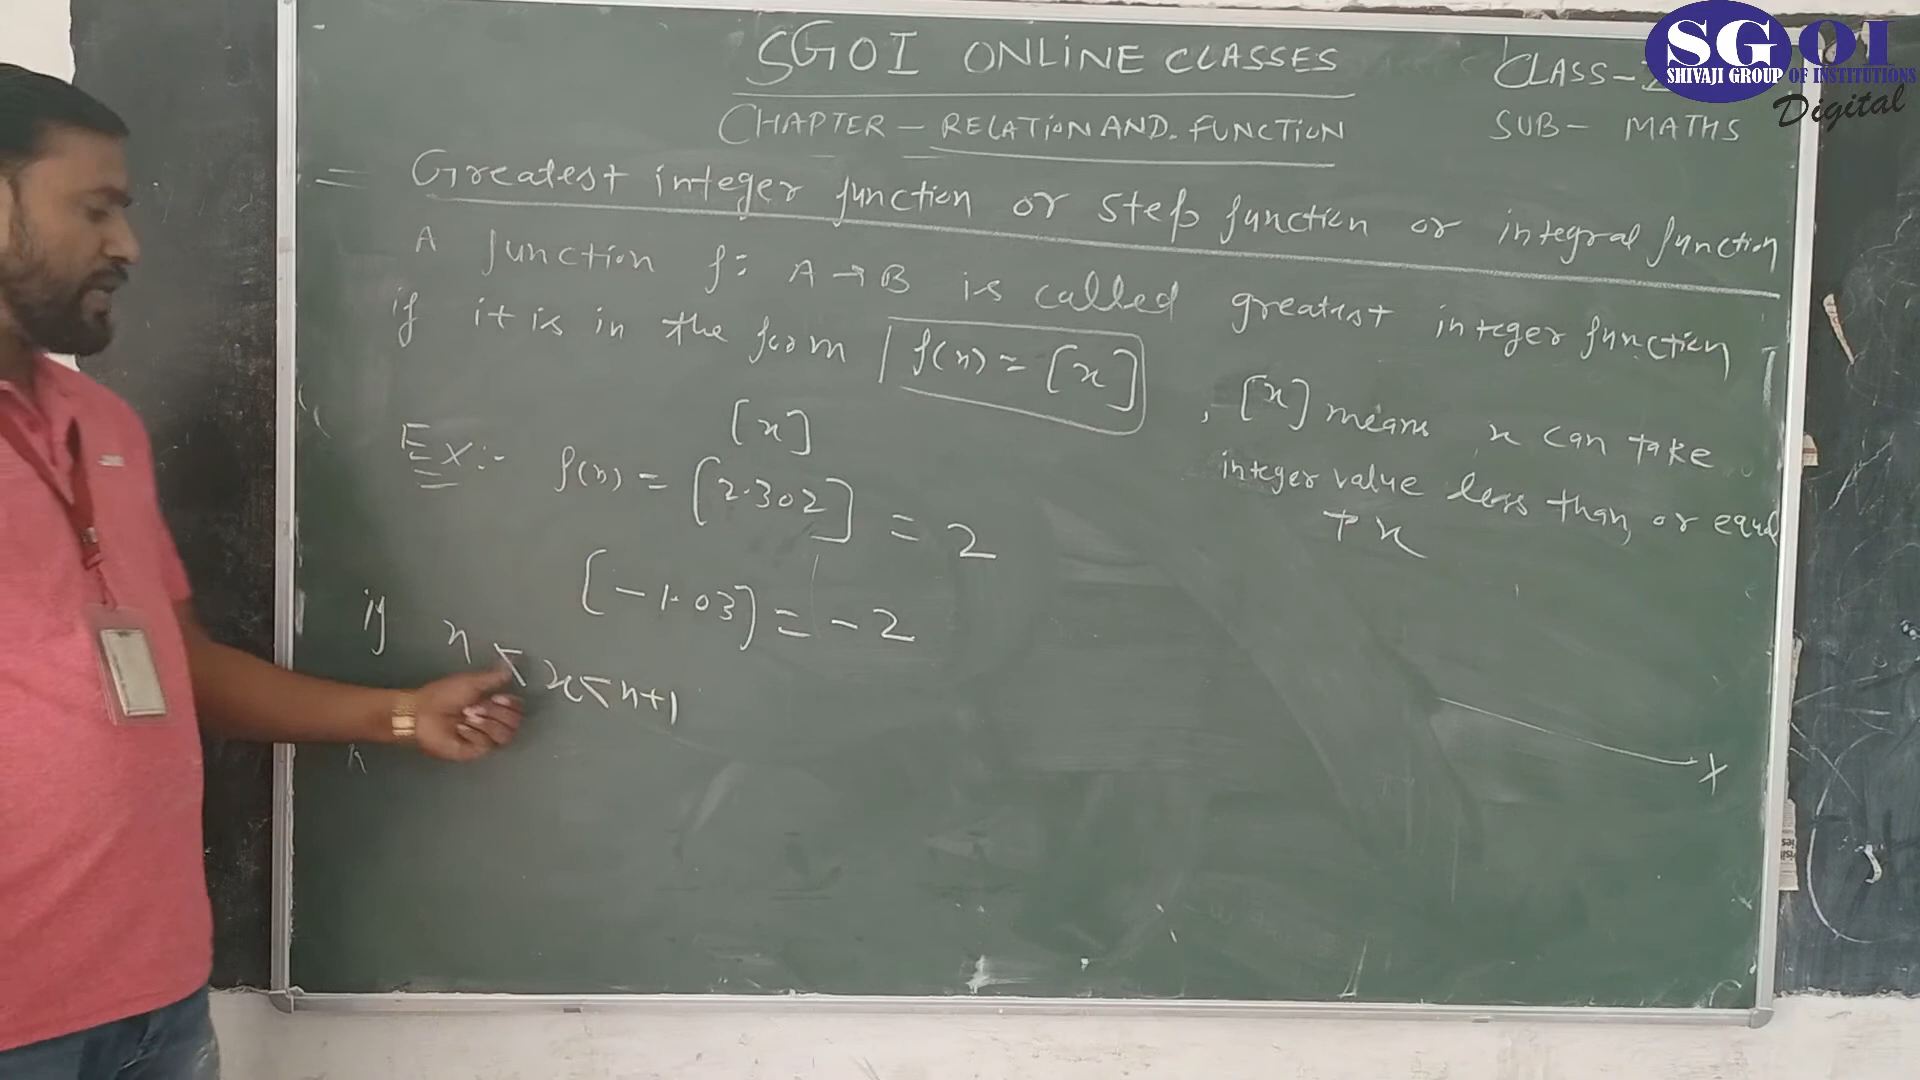 SGOI ONLINE CLASSES
CLASS-
SGOI
SHIVAJI GROUP OF INSTITUTIONS
Digital
CHAPTER - RELATION AND. FUNCTION
SUB- MATHS
= Greatest integer function or step function or integral function
A function f: A→B is called greatest integer function
if it is in the form f(x) = [x]
, [x] means x can take
integer value less than, or equal
to x
[x]
Ex:- f(x) = [2.302] = 2
[-1.03] = -2
if n ≤ x < n+1
x